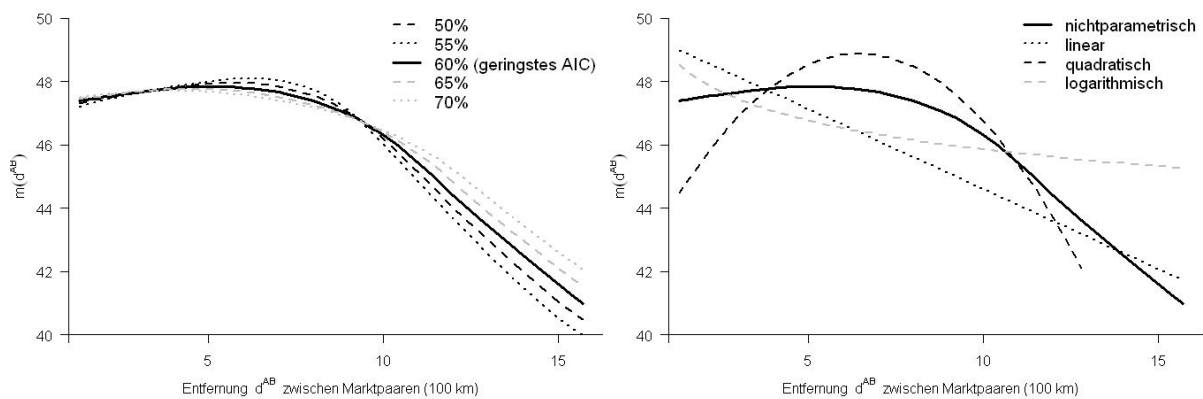 50
48
46
44
42
40
m(d^AB)
50%
55%
60% (geringstes AIC)
65%
70%
5
10
15
Entfernung d^AB zwischen Marktpaaren (100 km)
50
48
46
44
42
40
m(d^AB)
nichtparametrisch
linear
quadratisch
logarithmisch
5
10
15
Entfernung d^AB zwischen Marktpaaren (100 km)